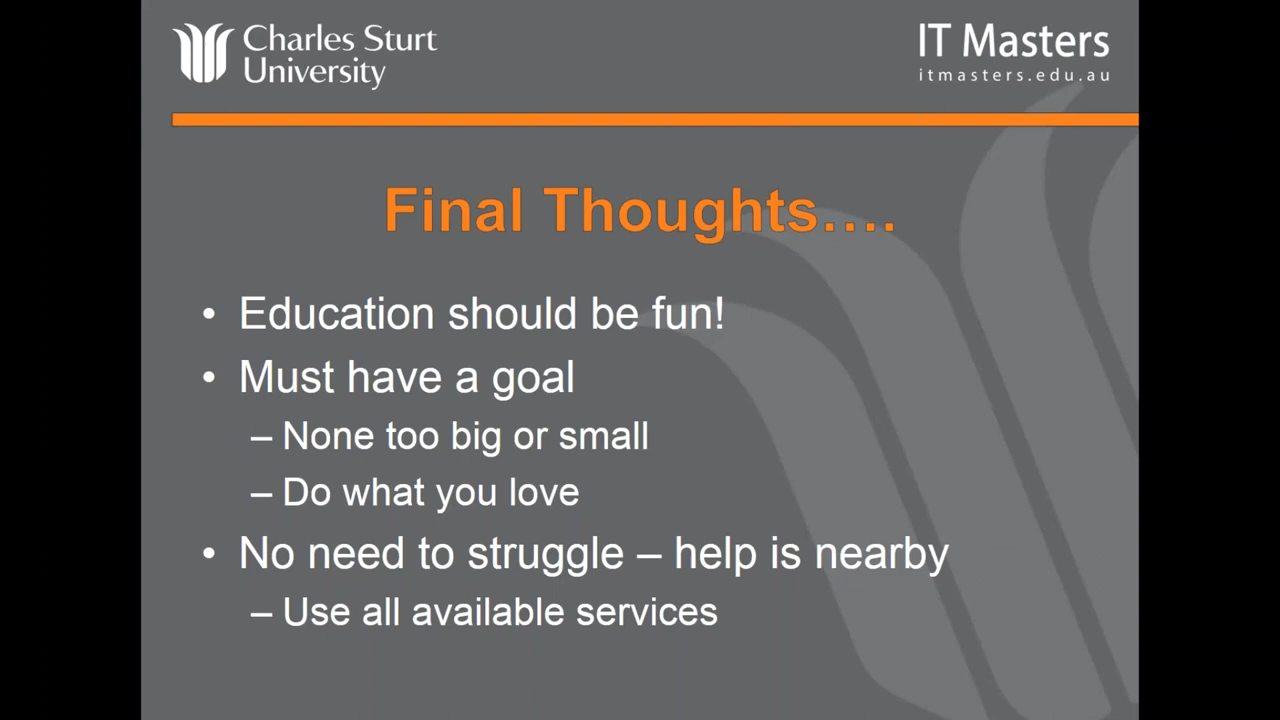 Charles Sturt
University
IT Masters
itmasters.edu.au
Final Thoughts....
• Education should be fun!
• Must have a goal
– None too big or small
– Do what you love
• No need to struggle – help is nearby
– Use all available services